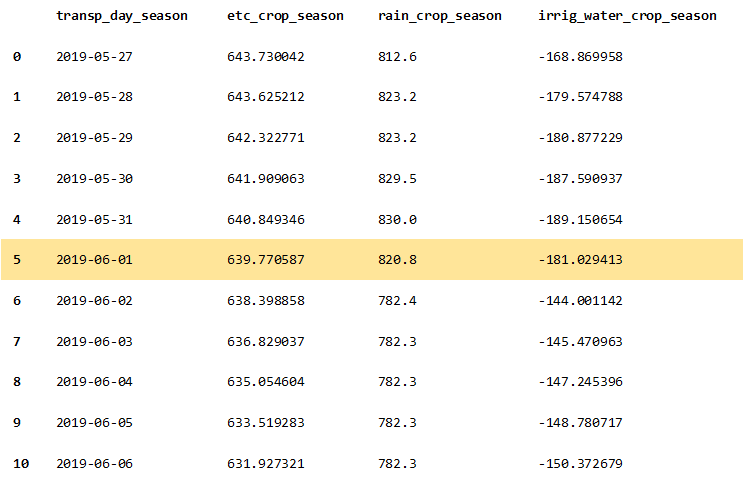 transp_day_season etc_crop_season rain_crop_season irrig_water_crop_season
0 2019-05-27 643.730042 812.6 -168.869958
1 2019-05-28 643.625212 823.2 -179.574788
2 2019-05-29 642.322771 823.2 -180.877229
3 2019-05-30 641.909063 829.5 -187.590937
4 2019-05-31 640.849346 830.0 -189.150654
5 2019-06-01 639.770587 820.8 -181.029413
6 2019-06-02 638.398858 782.4 -144.001142
7 2019-06-03 636.829037 782.3 -145.470963
8 2019-06-04 635.054604 782.3 -147.245396
9 2019-06-05 633.519283 782.3 -148.780717
10 2019-06-06 631.927321 782.3 -150.372679